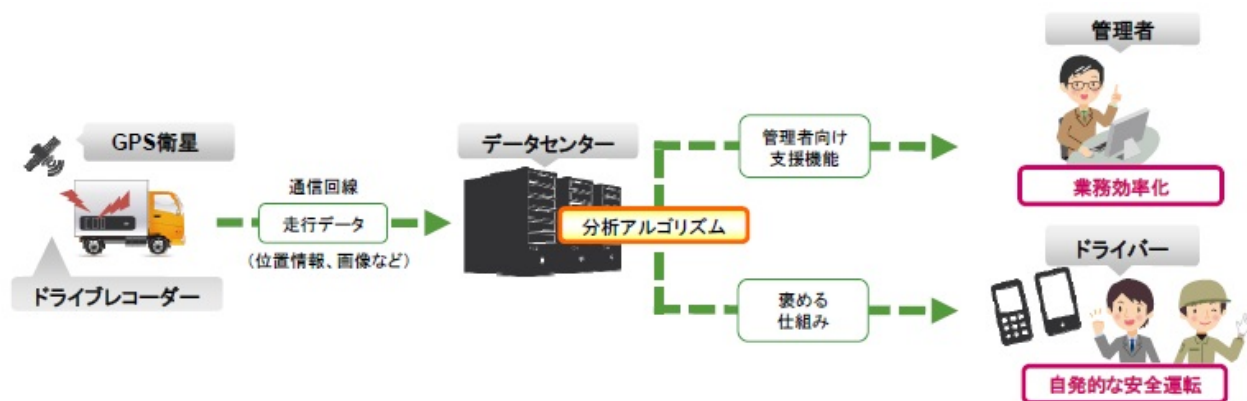 管理者
GPS衛星
データセンター
管理者向け
支援機能
通信回線
業務効率化
走行データ
分析アルゴリズム
(位置情報、画像など)
ドライバー
ドライブレコーダー
褒める
仕組み
自発的な安全運転